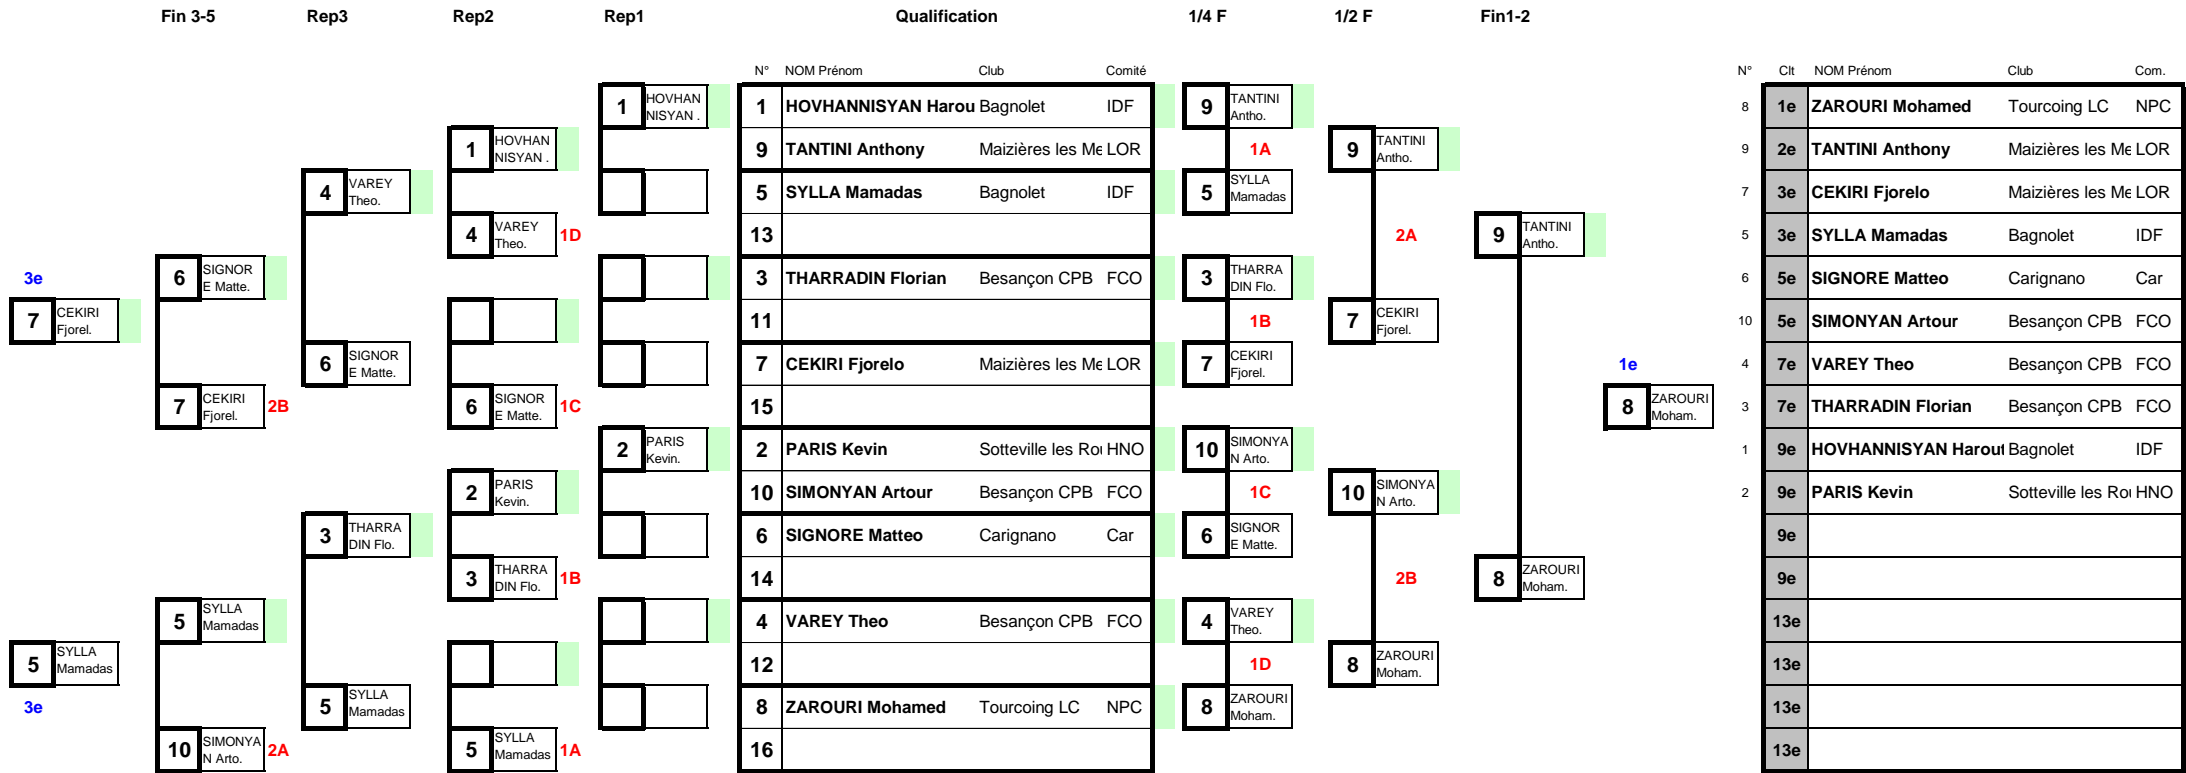 Fin 3-5 Rep3 Rep2 Rep1 Qualification 1/4 F 1/2 F Fin1-2
N° NOM Prénom Club Comité N° Clt NOM Prénom Club Com.
1 HOVHAN NISYAN . 1 HOVHANNISYAN Harou Bagnolet IDF 9 TANTINI Antho. 8 1e ZAROURI Mohamed Tourcoing LC NPC
1 HOVHAN NISYAN . 9 TANTINI Anthony Maizières les Me LOR 1A 9 TANTINI Antho. 9 2e TANTINI Anthony Maizières les Me LOR
4 VAREY Theo. 5 SYLLA Mamadas Bagnolet IDF 5 SYLLA Mamadas 7 3e CEKIRI Fjorelo Maizières les Me LOR
4 VAREY Theo. 1D 13 2A 9 TANTINI Antho. 5 3e SYLLA Mamadas Bagnolet IDF
3e 6 SIGNOR E Matte. 3 THARRADIN Florian Besançon CPB FCO 3 THARRA DIN Flo. 6 5e SIGNORE Matteo Carignano Car
7 CEKIRI Fjorel. 11 1B 7 CEKIRI Fjorel. 10 5e SIMONYAN Artour Besançon CPB FCO
6 SIGNOR E Matte. 7 CEKIRI Fjorelo Maizières les Me LOR 7 CEKIRI Fjorel. 1e 4 7e VAREY Theo Besançon CPB FCO
7 CEKIRI Fjorel. 2B 6 SIGNOR E Matte. 1C 15 8 ZAROURI Moham. 3 7e THARRADIN Florian Besançon CPB FCO
2 PARIS Kevin. 2 PARIS Kevin Sotteville les Rou HNO 10 SIMONYA N Arto. 1 9e HOVHANNISYAN Harout Bagnolet IDF
2 PARIS Kevin. 10 SIMONYAN Artour Besançon CPB FCO 1C 10 SIMONYA N Arto. 2 9e PARIS Kevin Sotteville les Rou HNO
3 THARRA DIN Flo. 6 SIGNORE Matteo Carignano Car 6 SIGNOR E Matte. 9e
3 THARRA DIN Flo. 1B 14 2B 8 ZAROURI Moham. 9e
5 SYLLA Mamadas 4 VAREY Theo Besançon CPB FCO 4 VAREY Theo. 13e
5 SYLLA Mamadas 12 1D 8 ZAROURI Moham. 13e
3e 5 SYLLA Mamadas 8 ZAROURI Mohamed Tourcoing LC NPC 8 ZAROURI Moham. 13e
10 SIMONYA N Arto. 2A 5 SYLLA Mamadas 1A 16 13e